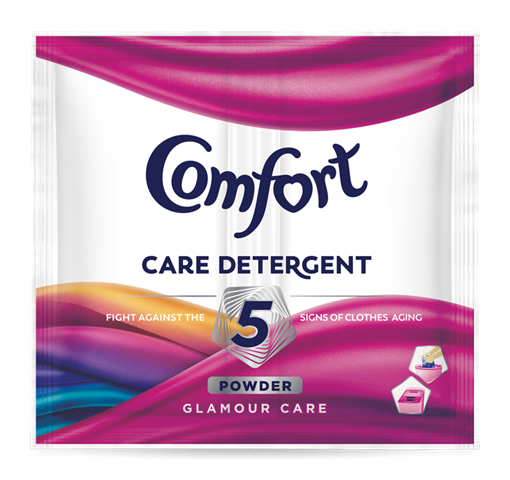 Comfort
CARE DETERGENT
FIGHT AGAINST THE 5 SIGNS OF CLOTHES AGING
POWDER
GLAMOUR CARE